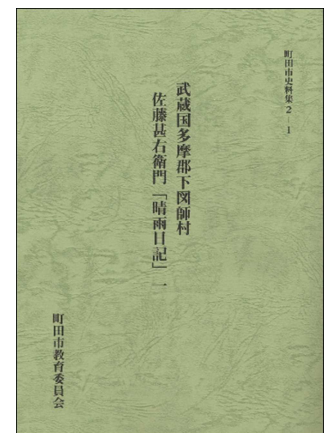 町田市史料集2-1
武蔵国多摩郡下図師村
佐藤甚右衛門「晴雨日記」一
町田市教育委員会